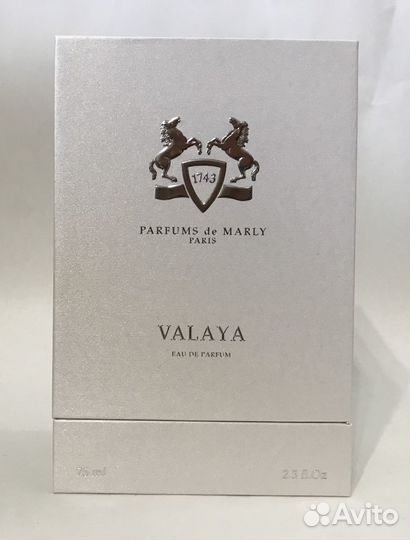 1743
PARFUMS de MARLY
PARIS
VALAYA
EAU DE PARFUM
75 ml 2.5 fl.Oz
Avito